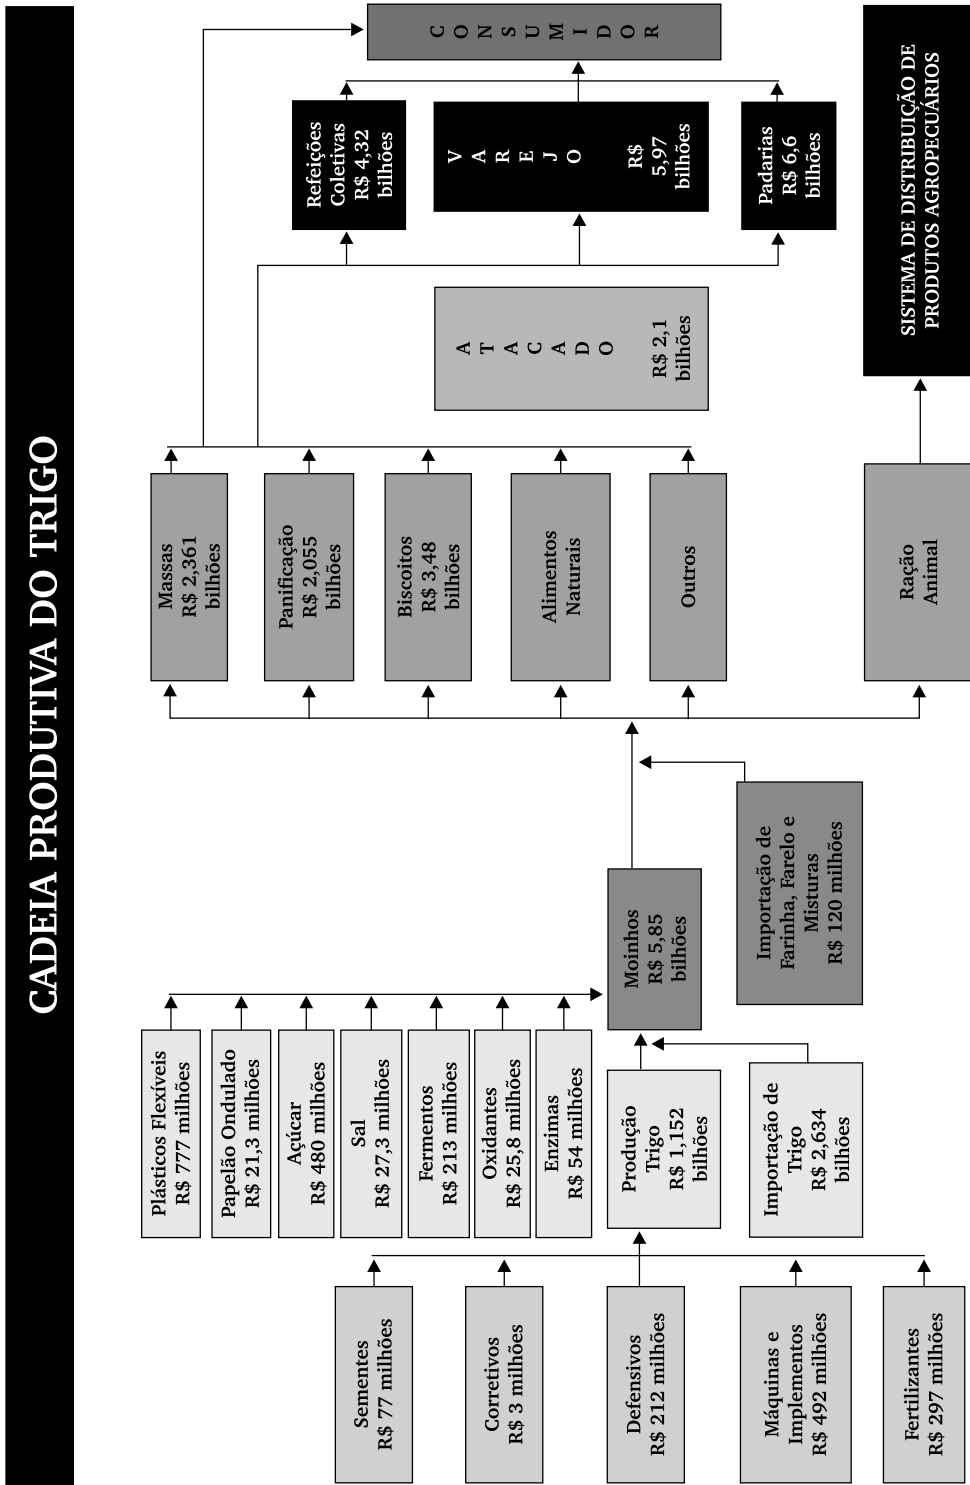 CADEIA PRODUTIVA DO TRIGO
Sementes
R$ 77 milhões
Corretivos
R$ 3 milhões
Defensivos
R$ 212 milhões
Máquinas e
Implementos
R$ 492 milhões
Fertilizantes
R$ 297 milhões
Plásticos Flexíveis
R$ 777 milhões
Papelão Ondulado
R$ 21,3 milhões
Açúcar
R$ 480 milhões
Sal
R$ 27,3 milhões
Fermentos
R$ 213 milhões
Oxidantes
R$ 25,8 milhões
Enzimas
R$ 54 milhões
Produção
Trigo
R$ 1,152
bilhões
Importação de
Trigo
R$ 2,634
bilhões
Moinhos
R$ 5,85
bilhões
Importação de
Farinha, Farelo e
Misturas
R$ 120 milhões
Massas
R$ 2,361
bilhões
Panificação
R$ 2,055
bilhões
Biscoitos
R$ 3,48
bilhões
Alimentos
Naturais
Outros
Ração
Animal
ATACADO
R$ 2,1
bilhões
Refeições
Coletivas
R$ 4,32
bilhões
VAREJO
R$
5,97
bilhões
Padarias
R$ 6,6
bilhões
CONSUMIDOR
SISTEMA DE DISTRIBUIÇÃO DE
PRODUTOS AGROPECUÁRIOS